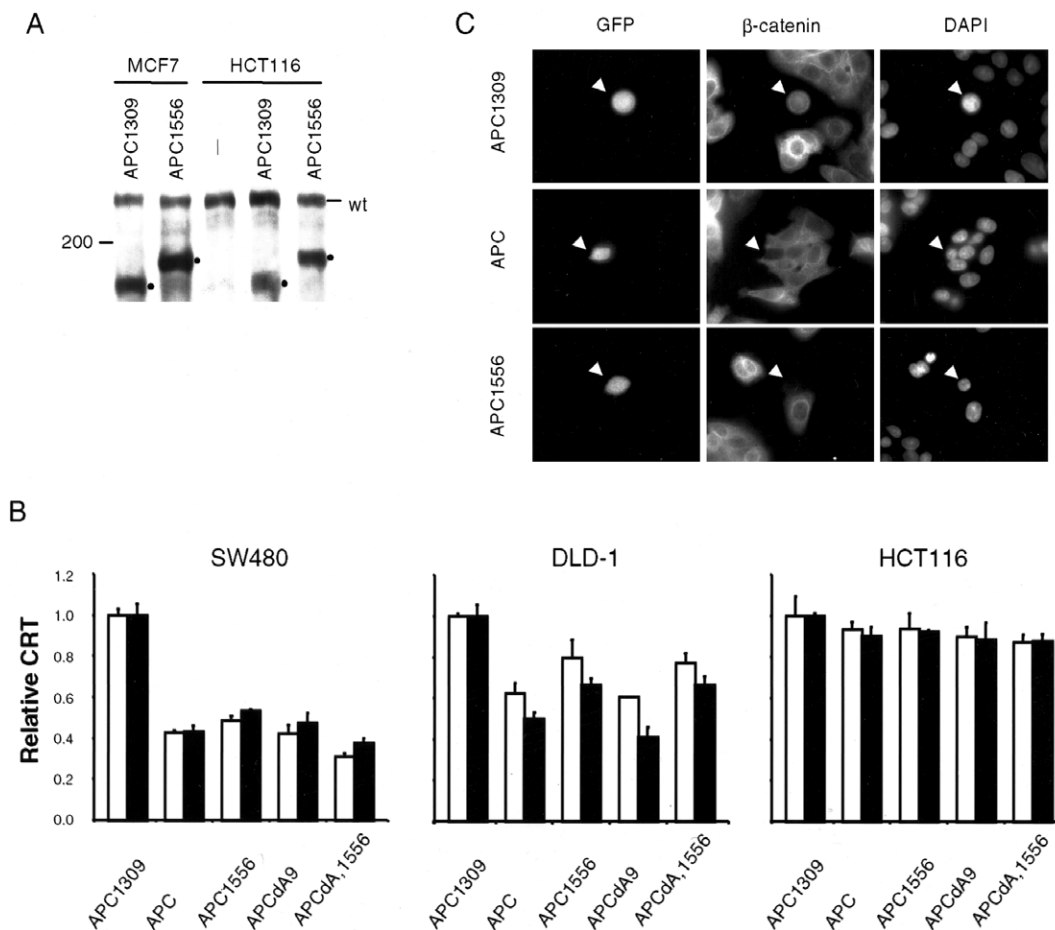 A
MCF7 HCT116
APC1309 APC1556 – APC1309 APC1556
wt
200
C
GFP β-catenin DAPI
APC1309
APC
APC1556
B
SW480 DLD-1 HCT116
Relative CRT
1.2
1.0
0.8
0.6
0.4
0.2
0.0
APC1309 APC APC1556 APCdA9 APCdA,1556
APC1309 APC APC1556 APCdA9 APCdA,1556
APC1309 APC APC1556 APCdA9 APCdA,1556